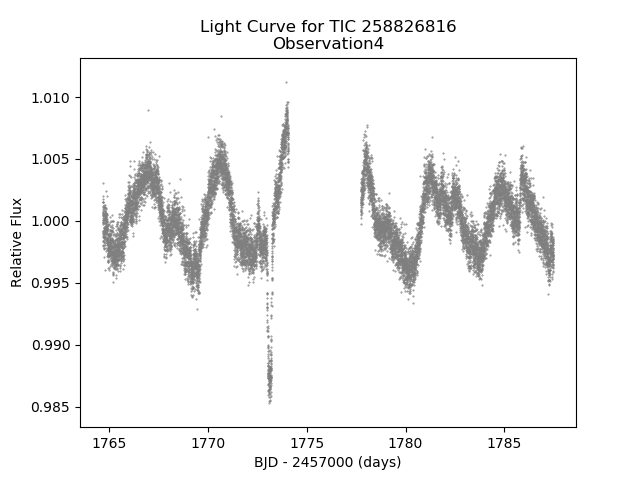 Light Curve for TIC 258826816
Observation4
1.010
1.005
1.000
0.995
0.990
0.985
Relative Flux
1765 1770 1775 1780 1785
BJD - 2457000 (days)